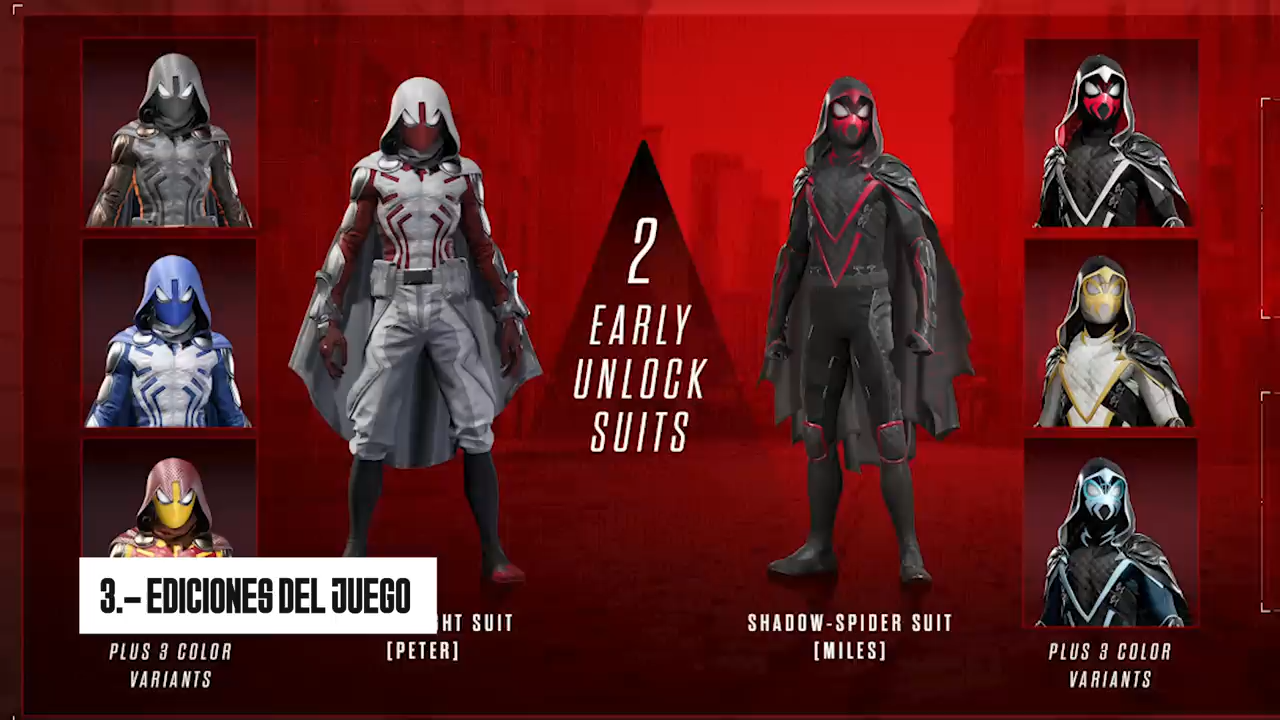 2
EARLY
UNLOCK
SUITS
3.- EDICIONES DEL JUEGO
SUIT
[PETER]
SHADOW-SPIDER SUIT
[MILES]
PLUS 3 COLOR
VARIANTS
PLUS 3 COLOR
VARIANTS